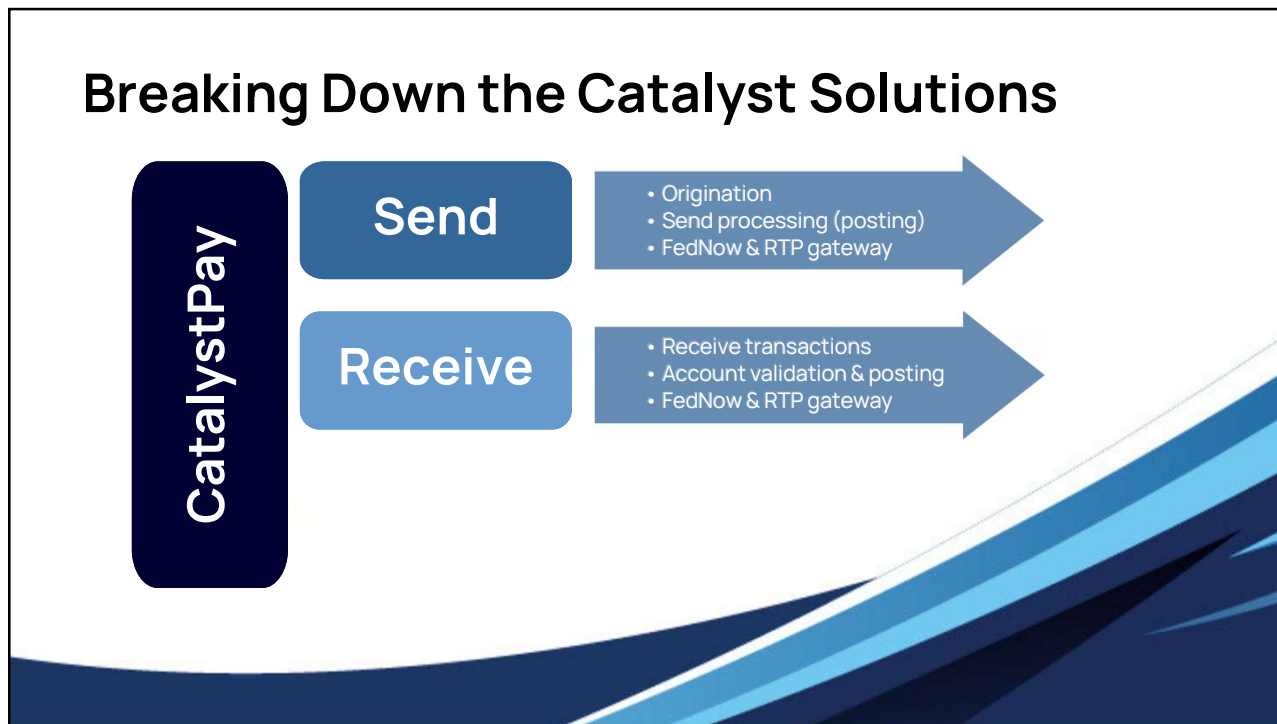 Breaking Down the Catalyst Solutions
CatalystPay
Send
• Origination
• Send processing (posting)
• FedNow & RTP gateway
Receive
• Receive transactions
• Account validation & posting
• FedNow & RTP gateway